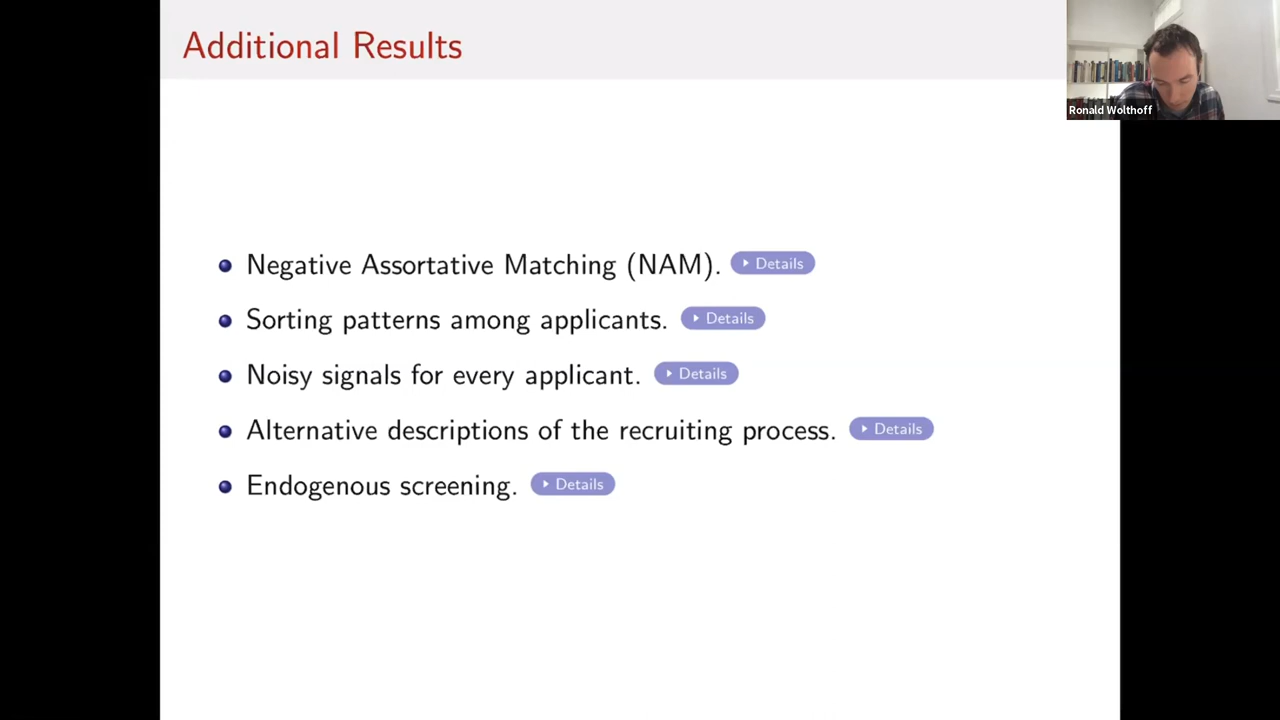 Additional Results
Ronald Wolthoff
Negative Assortative Matching (NAM). Details
Sorting patterns among applicants. Details
Noisy signals for every applicant. Details
Alternative descriptions of the recruiting process. Details
Endogenous screening. Details